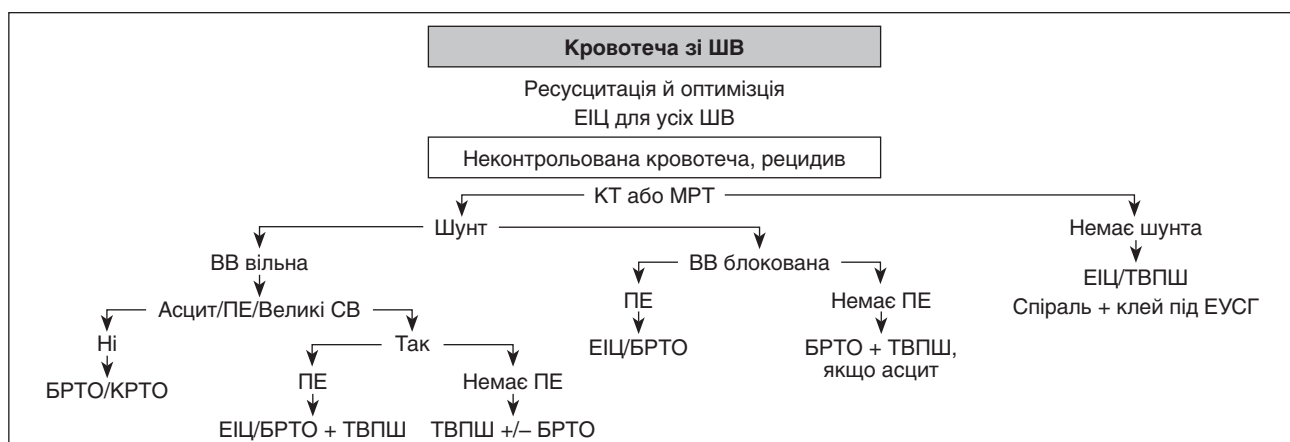 Кровотеча зі ШВ
Ресусцитація й оптимізція
ЕІЦ для усіх ШВ
Неконтрольована кровотеча, рецидив
КТ або МРТ
Шунт
Немає шунта
ВВ вільна
ВВ блокована
ЕІЦ/ТВПШ
Спіраль + клей під ЕУСГ
Асцит/ПЕ/Великі СВ
ПЕ
Немає ПЕ
Ні
Так
ЕІЦ/БРТО
БРТО + ТВПШ,
якщо асцит
БРТО/КРТО
ПЕ
Немає ПЕ
ЕІЦ/БРТО + ТВПШ
ТВПШ +/– БРТО